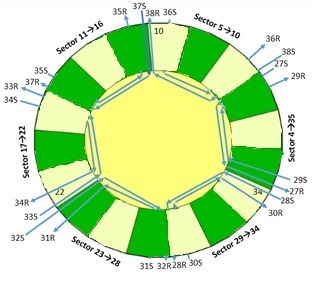 37S
35R
38R
36S
10
Sector 11→16
Sector 5→10
36R
38S
27S
29R
35S
37R
33R
34S
Sector 4→35
Sector 17→22
29S
27R
28S
30R
34
22
34R
33S
32S
31R
Sector 23→28
Sector 29→34
31S
32R
28R
30S